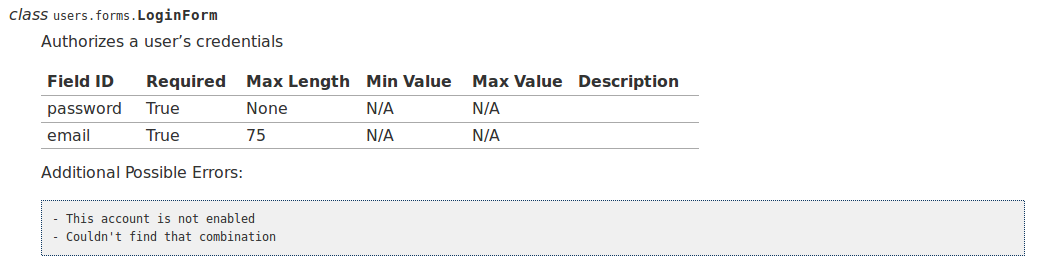 class users.forms.LoginForm
Authorizes a user’s credentials
Field ID Required Max Length Min Value Max Value Description
password True None N/A N/A
email True 75 N/A N/A
Additional Possible Errors:
- This account is not enabled
- Couldn't find that combination